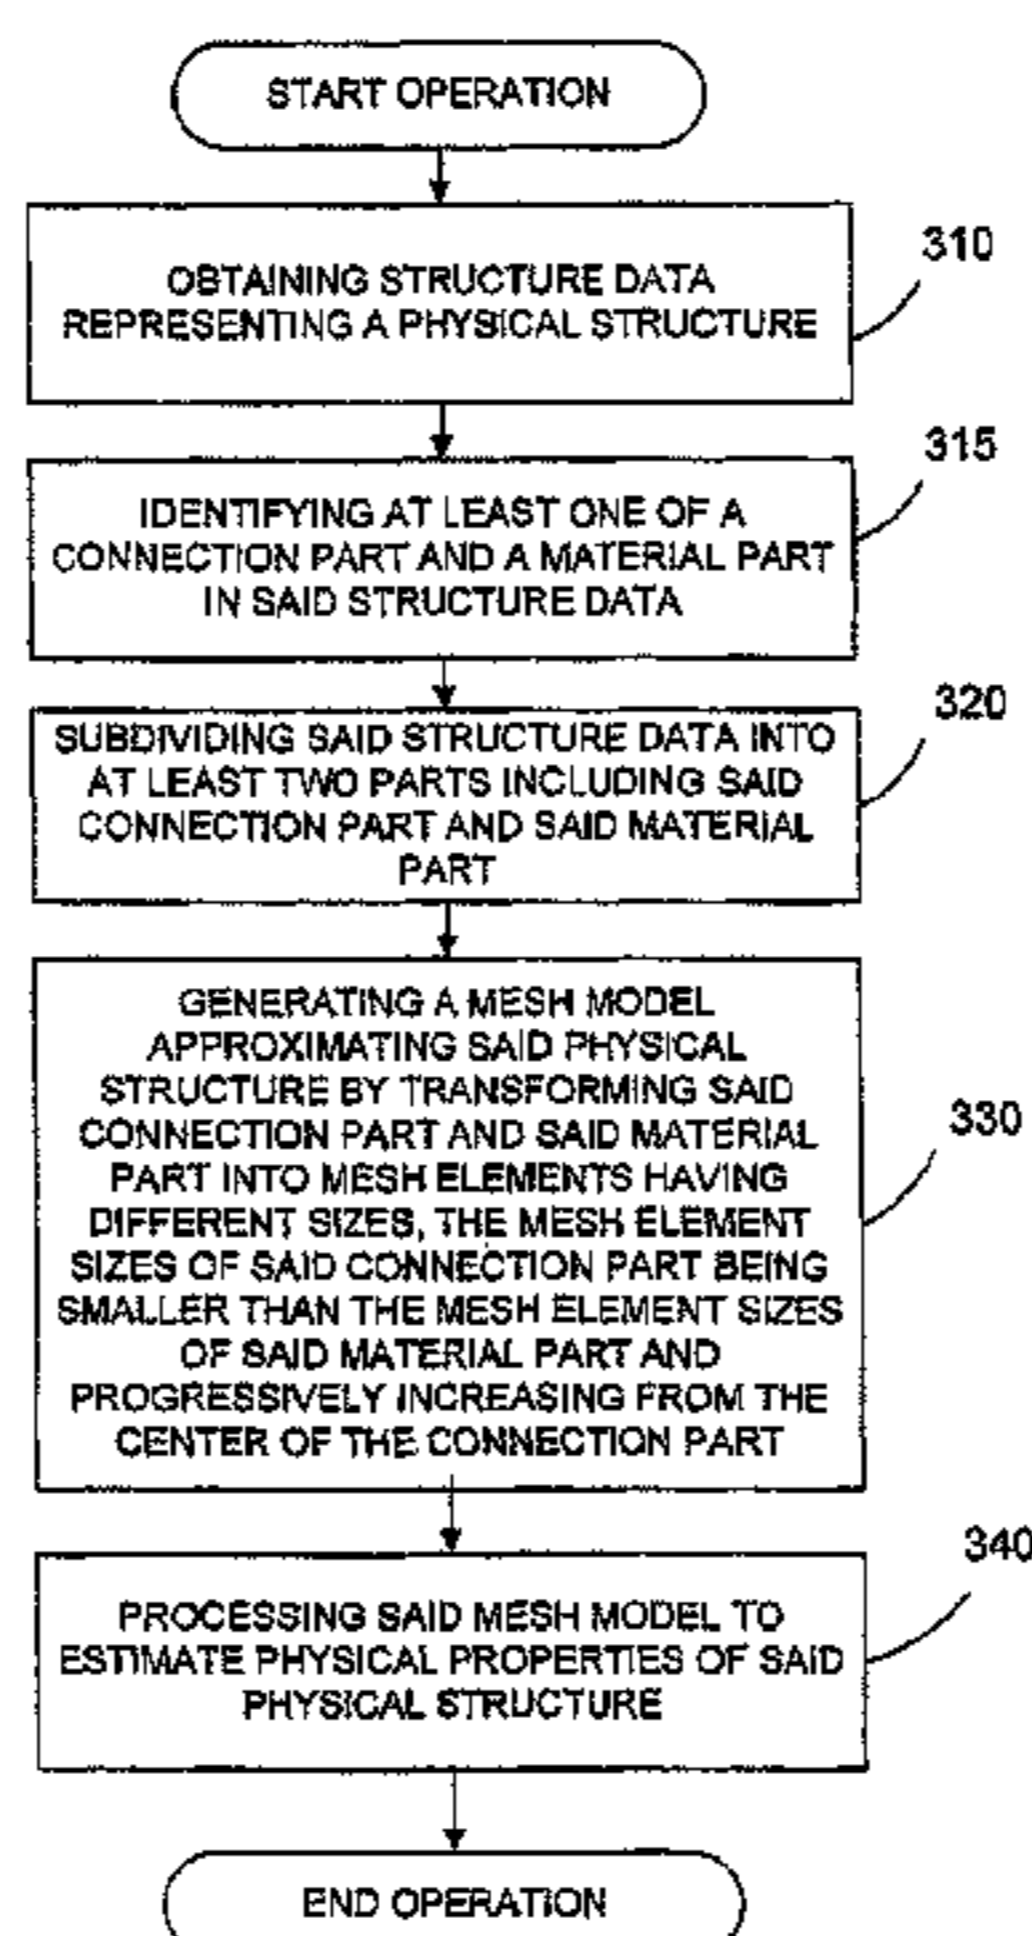 START OPERATION
310
OBTAINING STRUCTURE DATA
REPRESENTING A PHYSICAL STRUCTURE
315
IDENTIFYING AT LEAST ONE OF A
CONNECTION PART AND A MATERIAL PART
IN SAID STRUCTURE DATA
320
SUBDIVIDING SAID STRUCTURE DATA INTO
AT LEAST TWO PARTS INCLUDING SAID
CONNECTION PART AND SAID MATERIAL
PART
330
GENERATING A MESH MODEL
APPROXIMATING SAID PHYSICAL
STRUCTURE BY TRANSFORMING SAID
CONNECTION PART AND SAID MATERIAL
PART INTO MESH ELEMENTS HAVING
DIFFERENT SIZES, THE MESH ELEMENT
SIZES OF SAID CONNECTION PART BEING
SMALLER THAN THE MESH ELEMENT SIZES
OF SAID MATERIAL PART AND
PROGRESSIVELY INCREASING FROM THE
CENTER OF THE CONNECTION PART
340
PROCESSING SAID MESH MODEL TO
ESTIMATE PHYSICAL PROPERTIES OF SAID
PHYSICAL STRUCTURE
END OPERATION